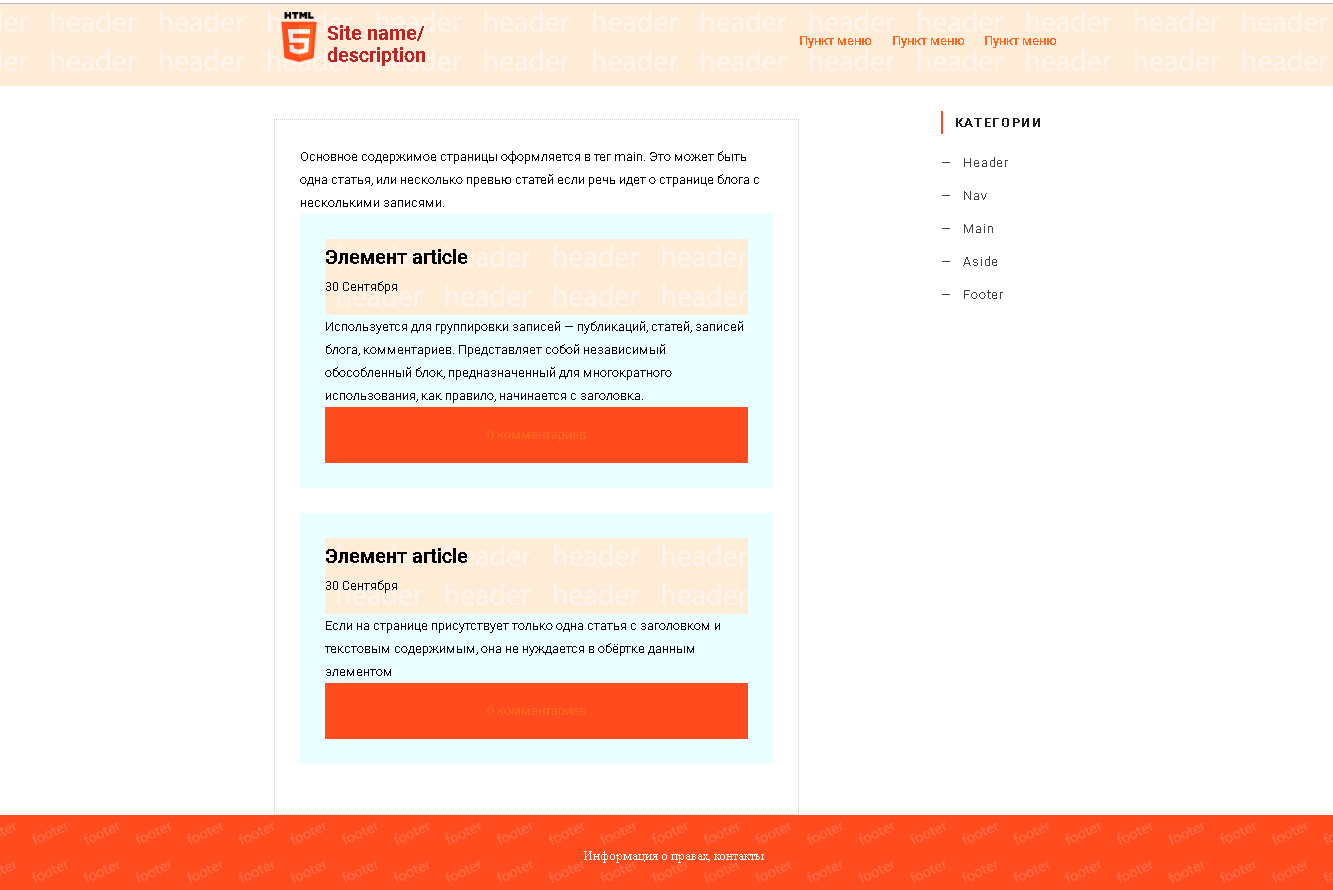 HTML
5
Site name/
description
Пункт меню Пункт меню Пункт меню
КАТЕГОРИИ
— Header
— Nav
— Main
— Aside
— Footer
Основное содержимое страницы оформляется в тег main. Это может быть
одна статья, или несколько превью статей если речь идет о странице блога с
несколькими записями.
Элемент article
30 Сентября
Используется для группировки записей — публикаций, статей, записей
блога, комментариев. Представляет собой независимый
обособленный блок, предназначенный для многократного
использования, как правило, начинается с заголовка.
0 комментариев
Элемент article
30 Сентября
Если на странице присутствует только одна статья с заголовком и
текстовым содержимым, она не нуждается в обёртке данным
элементом
0 комментариев
Информация о правах, контакты